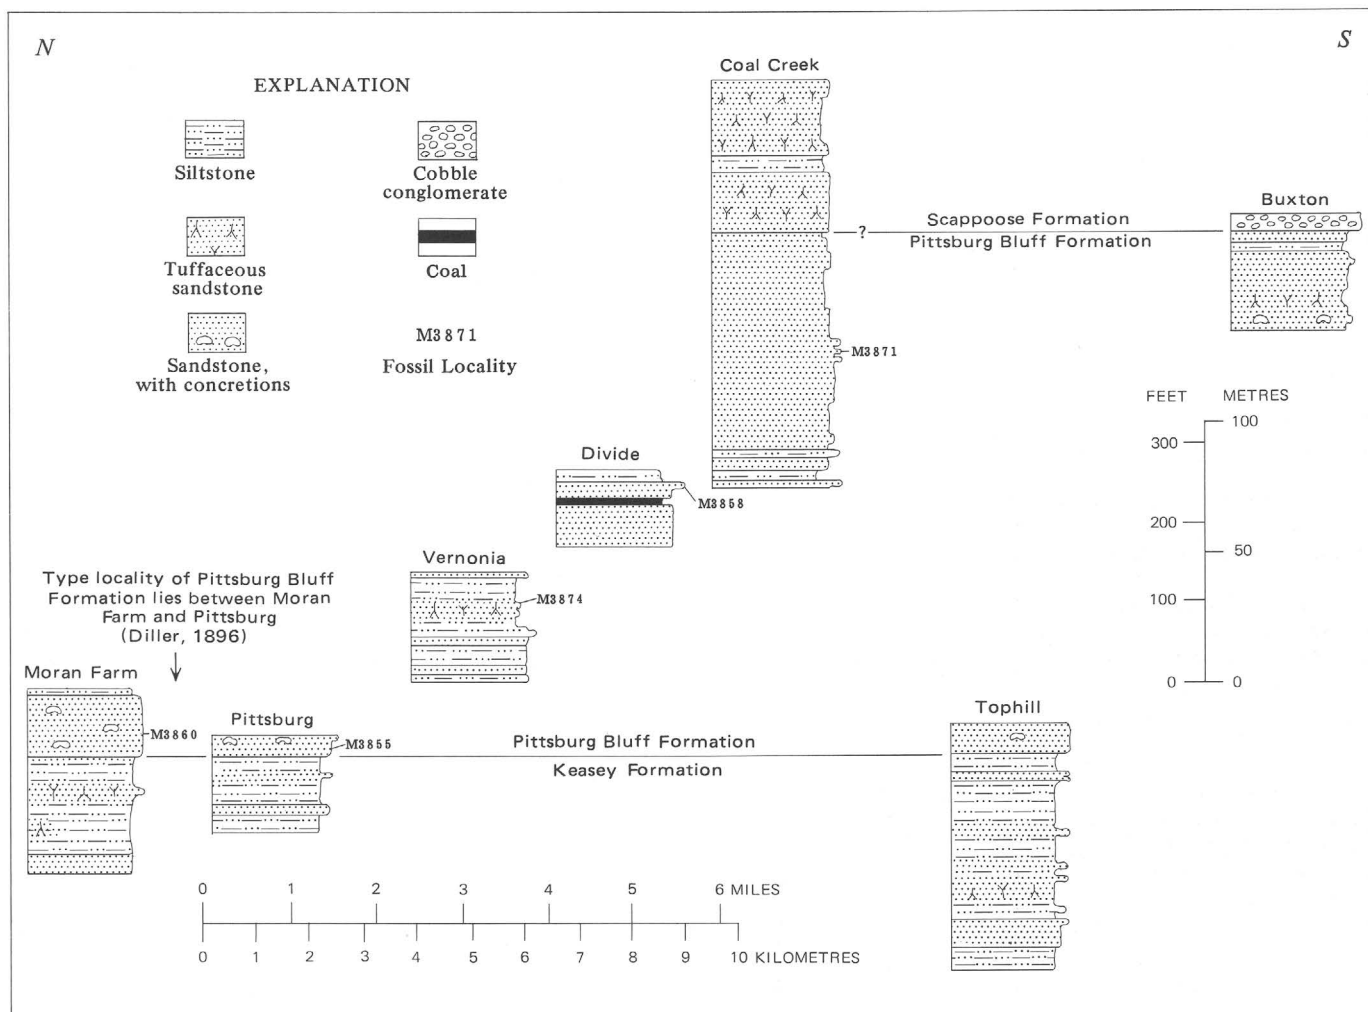 N
S
EXPLANATION
Siltstone
Cobble
conglomerate
Tuffaceous
sandstone
Coal
Sandstone,
with concretions
M3871
Fossil Locality
Coal Creek
Buxton
Scappoose Formation
?
Pittsburg Bluff Formation
M3871
FEET METRES
100
300
200
50
100
0 0
Divide
M3858
Vernonia
M3874
Type locality of Pittsburg Bluff
Formation lies between Moran
Farm and Pittsburg
(Diller, 1896)
Moran Farm
M3860
Pittsburg
M3855
Pittsburg Bluff Formation
Keasey Formation
Tophill
0 1 2 3 4 5 6 MILES
0 1 2 3 4 5 6 7 8 9 10 KILOMETRES